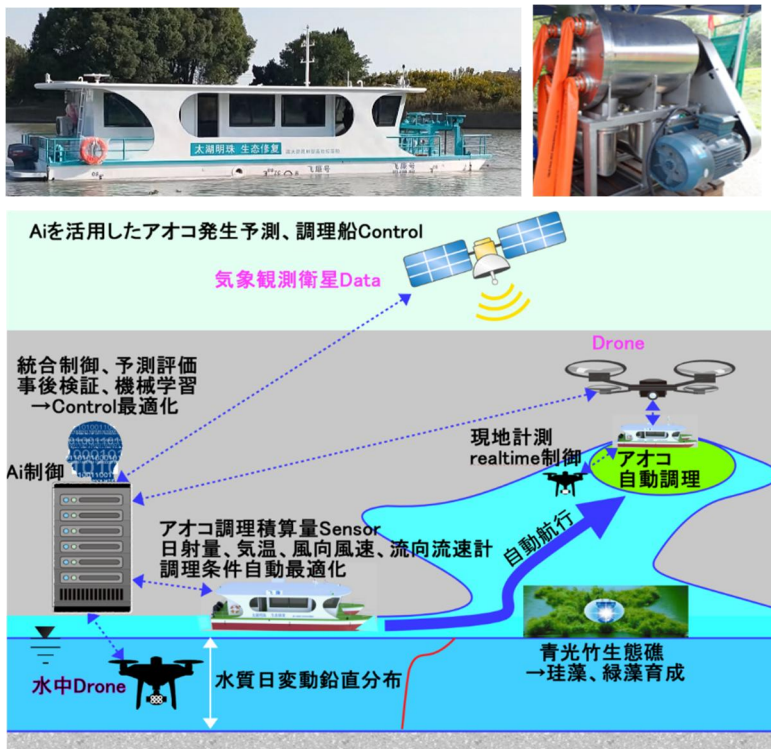 太湖明珠 生态修复
Aiを活用したアオコ発生予測、調理船Control
気象観測衛星Data
Drone
統合制御、予測評価
事後検証、機械学習
→Control最適化
現地計測
realtime制御
アオコ
自動調理
Ai制御
アオコ調理積算量Sensor
日射量、気温、風向風速、流向流速計
調理条件自動最適化
自動航行
青光竹生態礁
→珪藻、緑藻育成
水中Drone
水質日変動鉛直分布